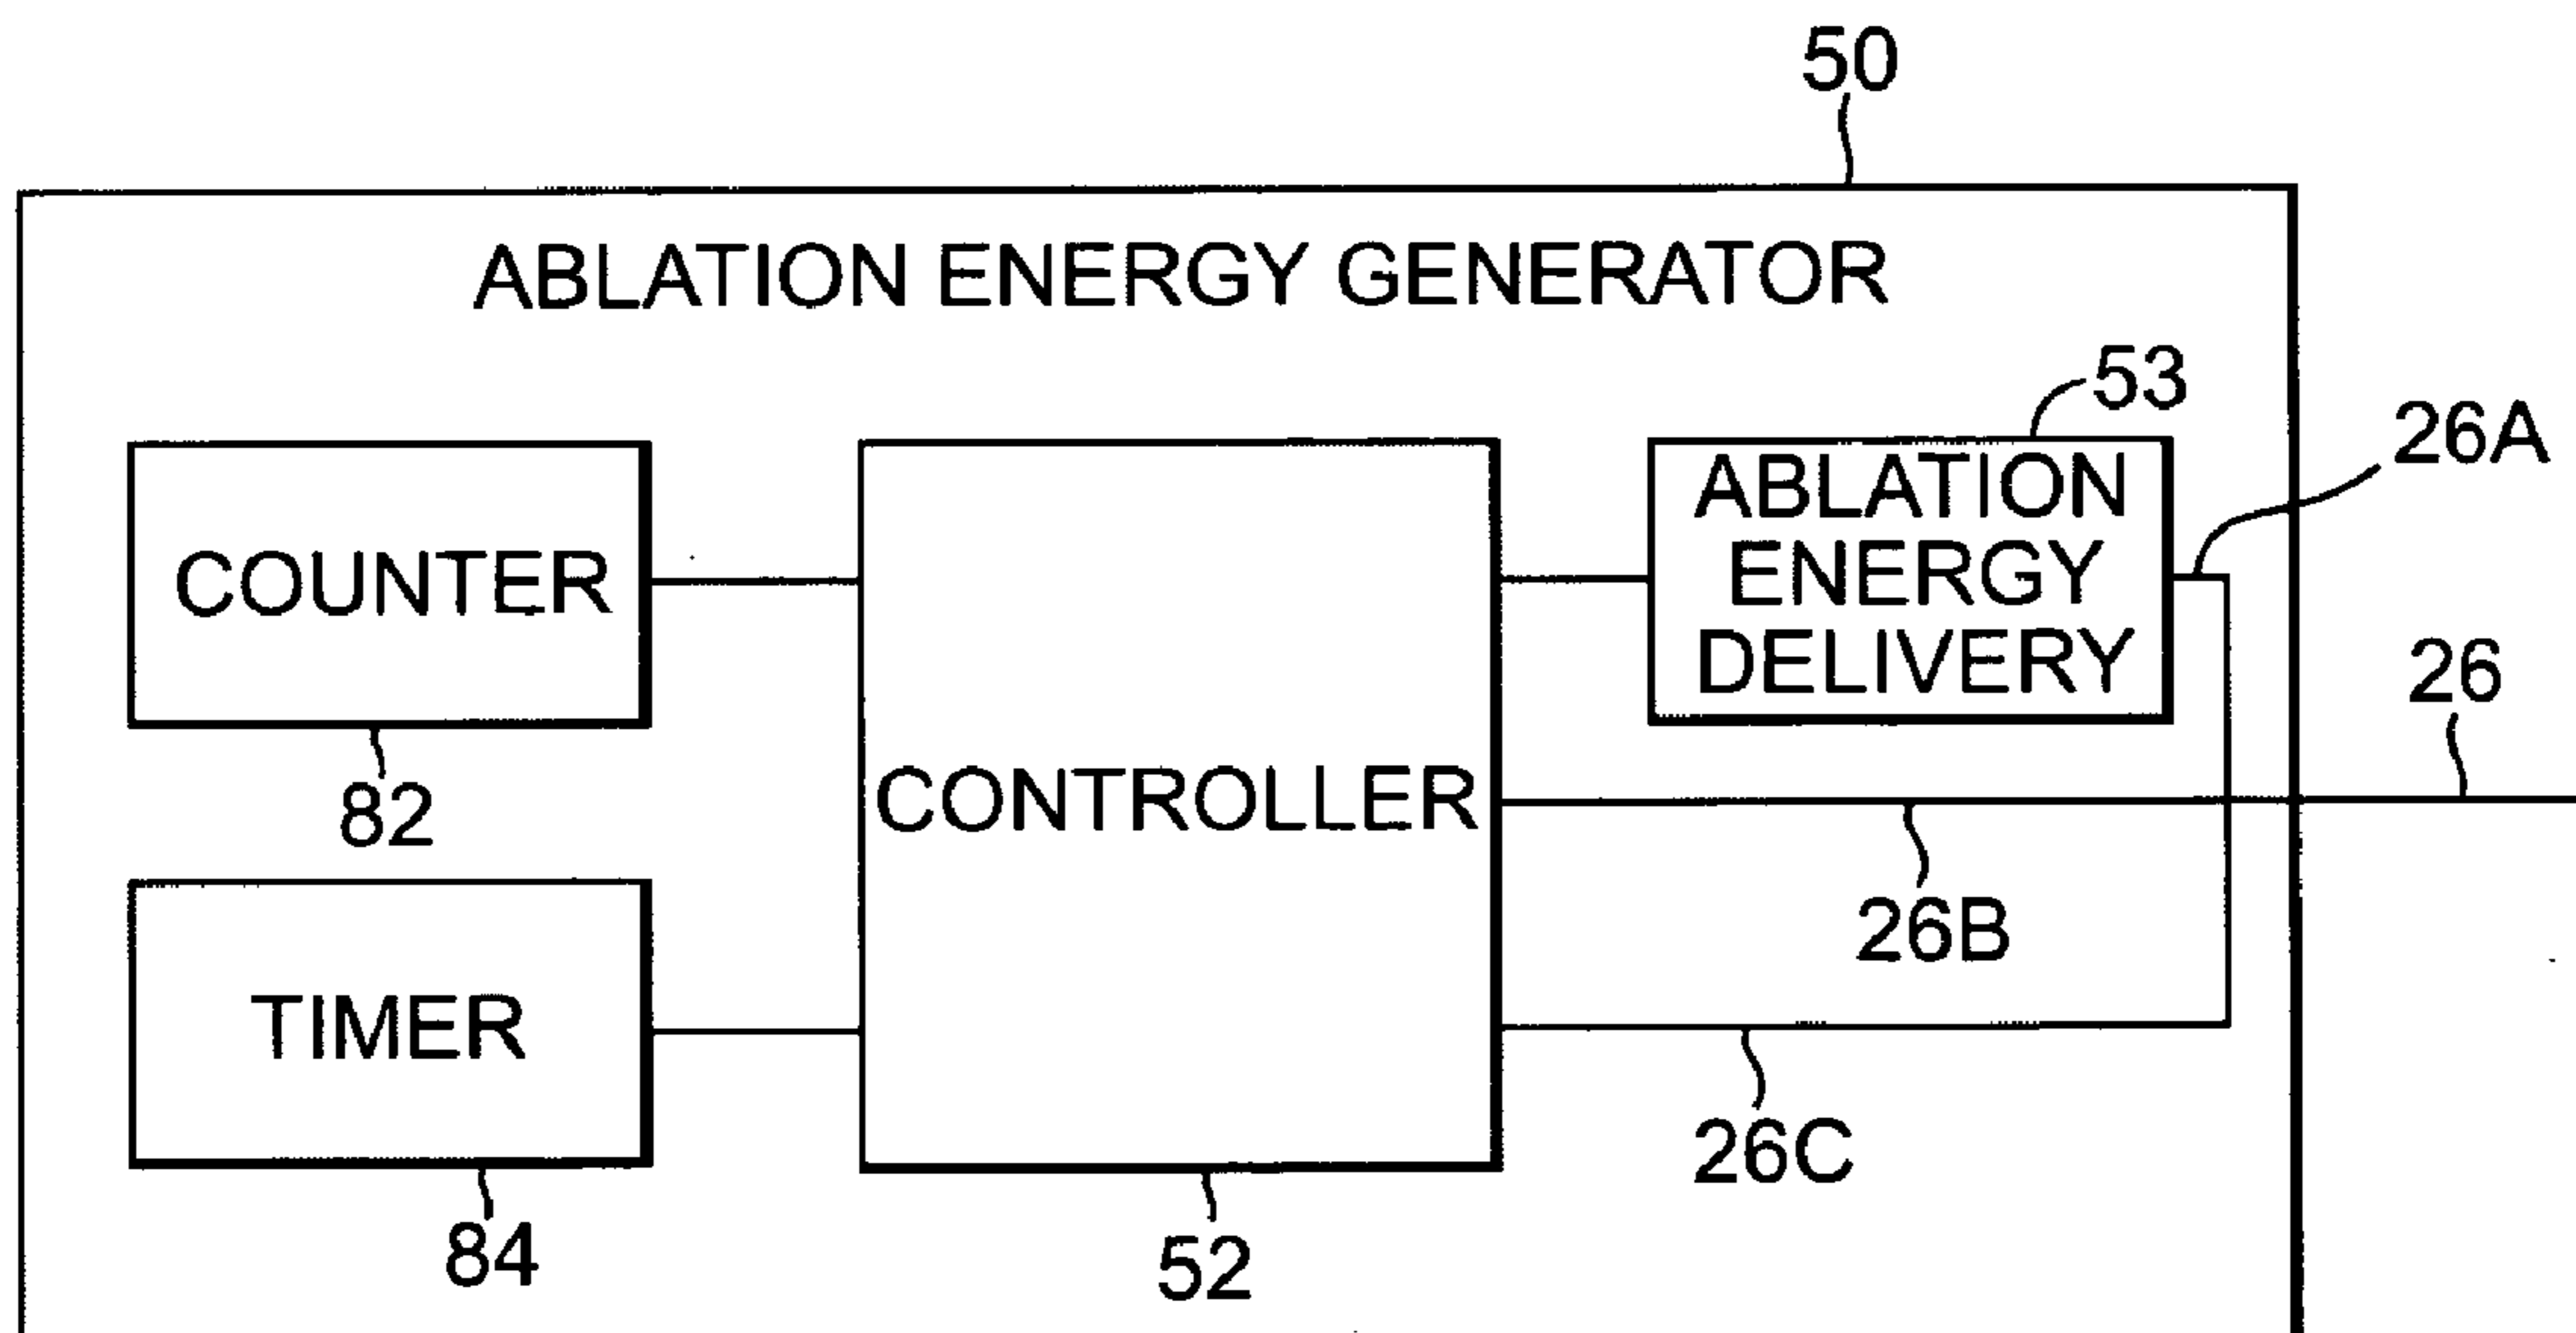 50
ABLATION ENERGY GENERATOR
53
26A
ABLATION
ENERGY
DELIVERY
COUNTER
26
82
CONTROLLER
26B
TIMER
26C
84
52